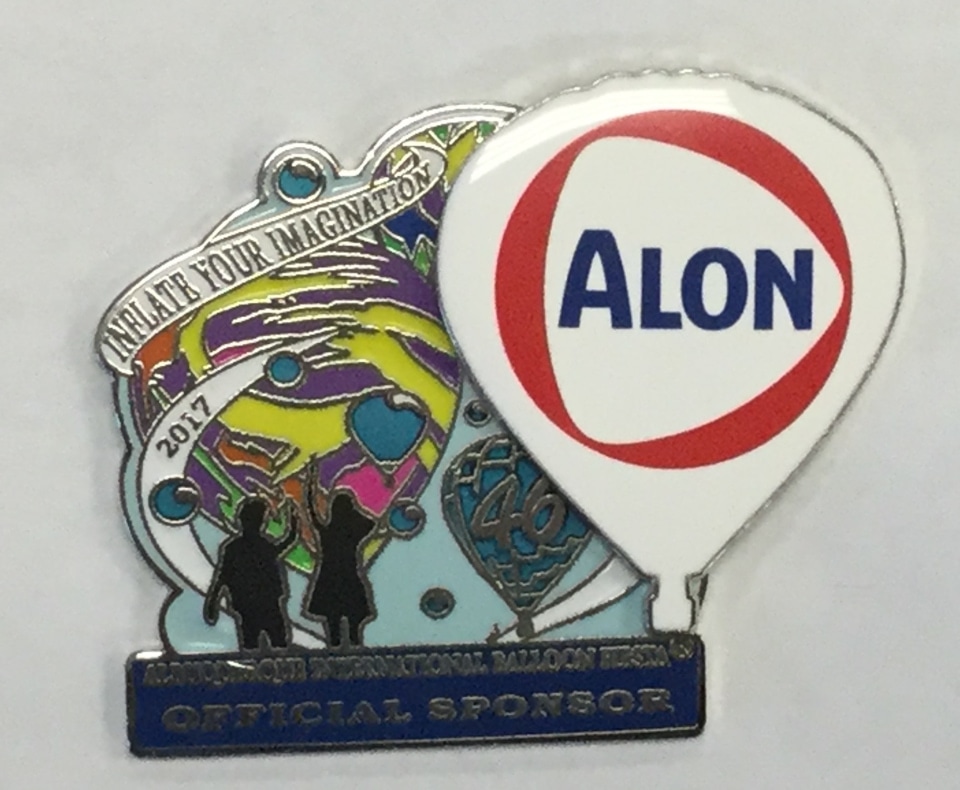 INFLATE YOUR IMAGINATION
ALON
2017
46
ALBUQUERQUE INTERNATIONAL BALLOON FIESTA®
OFFICIAL SPONSOR